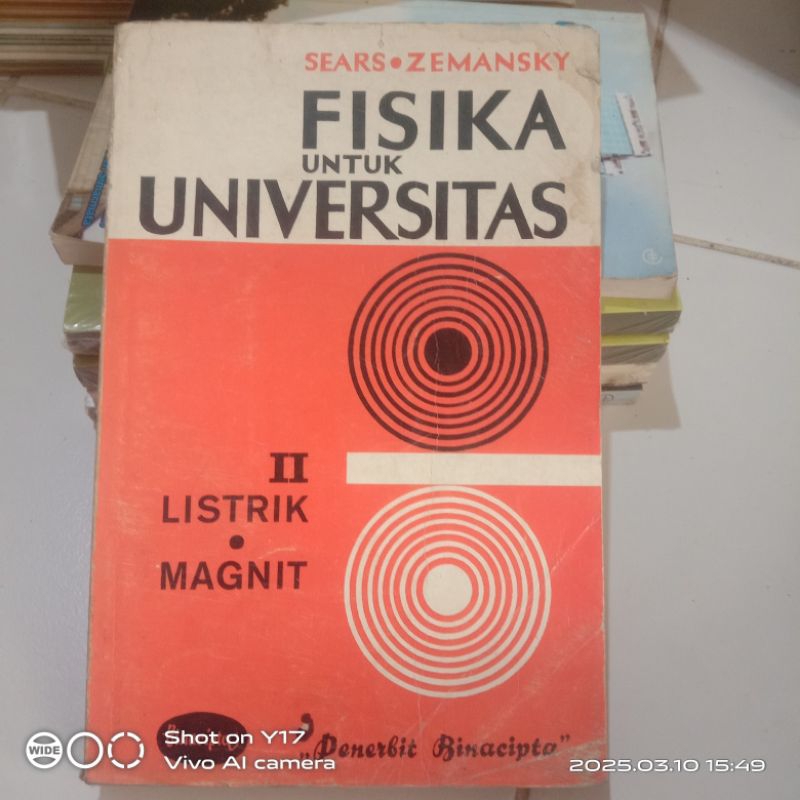 SEARS • ZEMANSKY
FISIKA
UNTUK
UNIVERSITAS
II
LISTRIK
•
MAGNIT
„Penerbit Binacipta"
WIDE
Shot on Y17
Vivo AI camera
2025.03.10 15:49